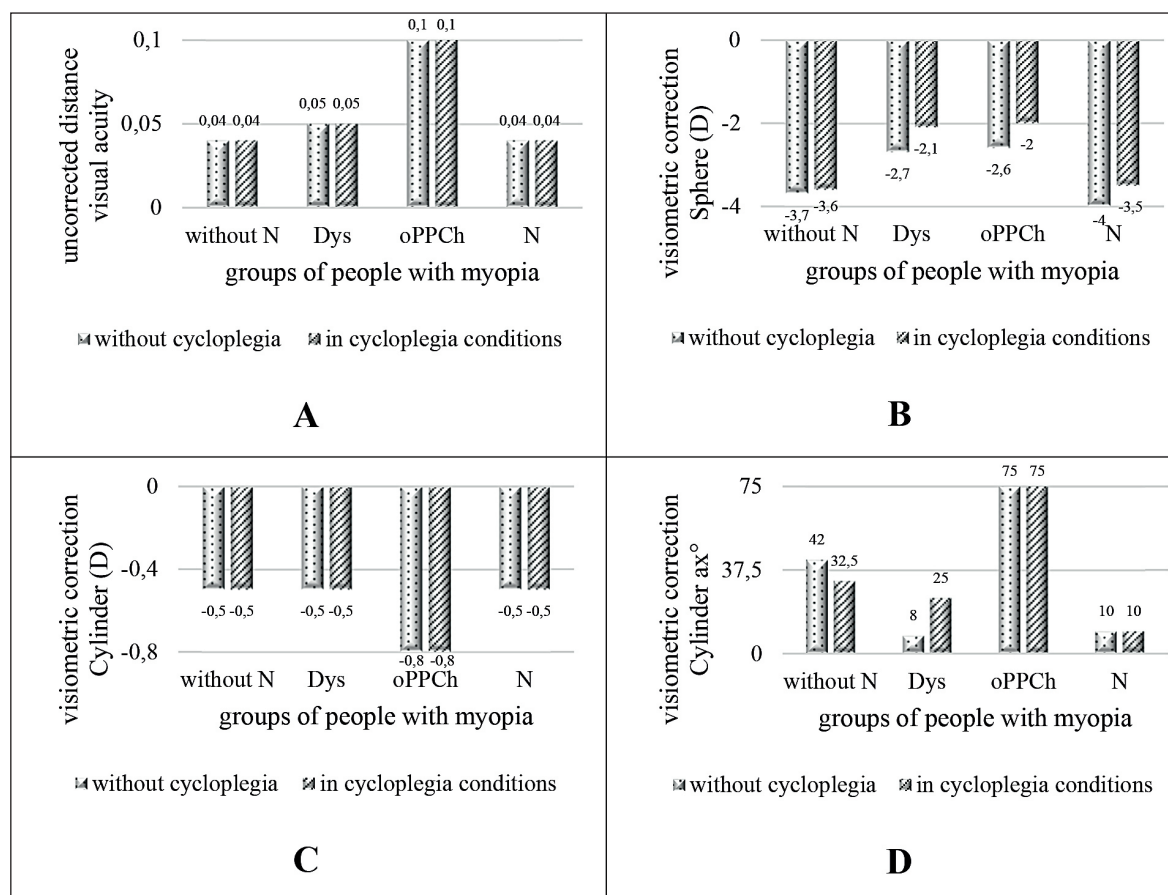 uncorrected distance
visual acuity
0,1
0,05
0
0,04 0,04
0,05 0,05
0,1 0,1
0,04 0,04
without N Dys oPPCh N
groups of people with myopia
without cycloplegia in cycloplegia conditions
A
visiometric correction
Sphere (D)
0
-2
-4
-3,7 -3,6
-2,7 -2,1
-2,6 -2
-4 -3,5
without N Dys oPPCh N
groups of people with myopia
without cycloplegia in cycloplegia conditions
B
visiometric correction
Cylinder (D)
0
-0,4
-0,8
-0,5 -0,5
-0,5 -0,5
-0,8 -0,8
-0,5 -0,5
without N Dys oPPCh N
groups of people with myopia
without cycloplegia in cycloplegia conditions
C
visiometric correction
Cylinder ax°
75
37,5
0
42 32,5
8 25
75 75
10 10
without N Dys oPPCh N
groups of people with myopia
without cycloplegia in cycloplegia conditions
D